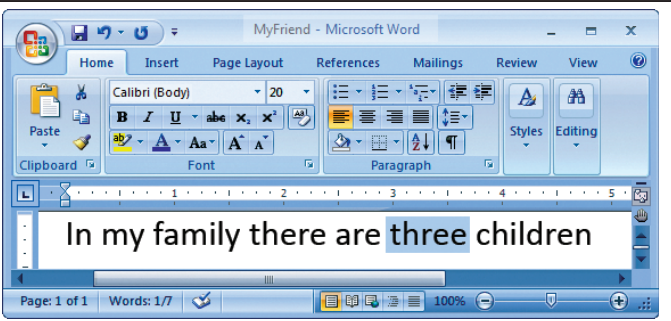 MyFriend - Microsoft Word
Home Insert Page Layout References Mailings Review View
Calibri (Body) 20
B I U abc x₂ x²
Paste ab A Aa A A Styles Editing
Clipboard Font Paragraph
L 1 2 3 4 5
In my family there are three children
Page: 1 of 1 Words: 1/7 100%